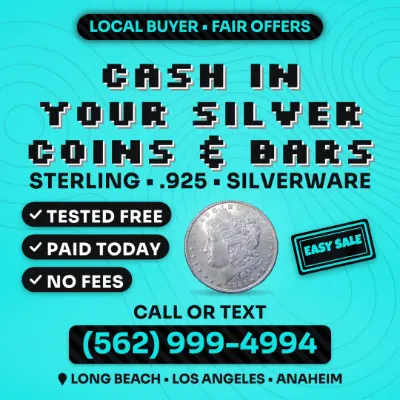 LOCAL BUYER • FAIR OFFERS
CASH IN
YOUR SILVER
COINS & BARS
STERLING • .925 • SILVERWARE
✓ TESTED FREE
✓ PAID TODAY
✓ NO FEES
EASY SALE
CALL OR TEXT
(562) 999-4994
LONG BEACH • LOS ANGELES • ANAHEIM